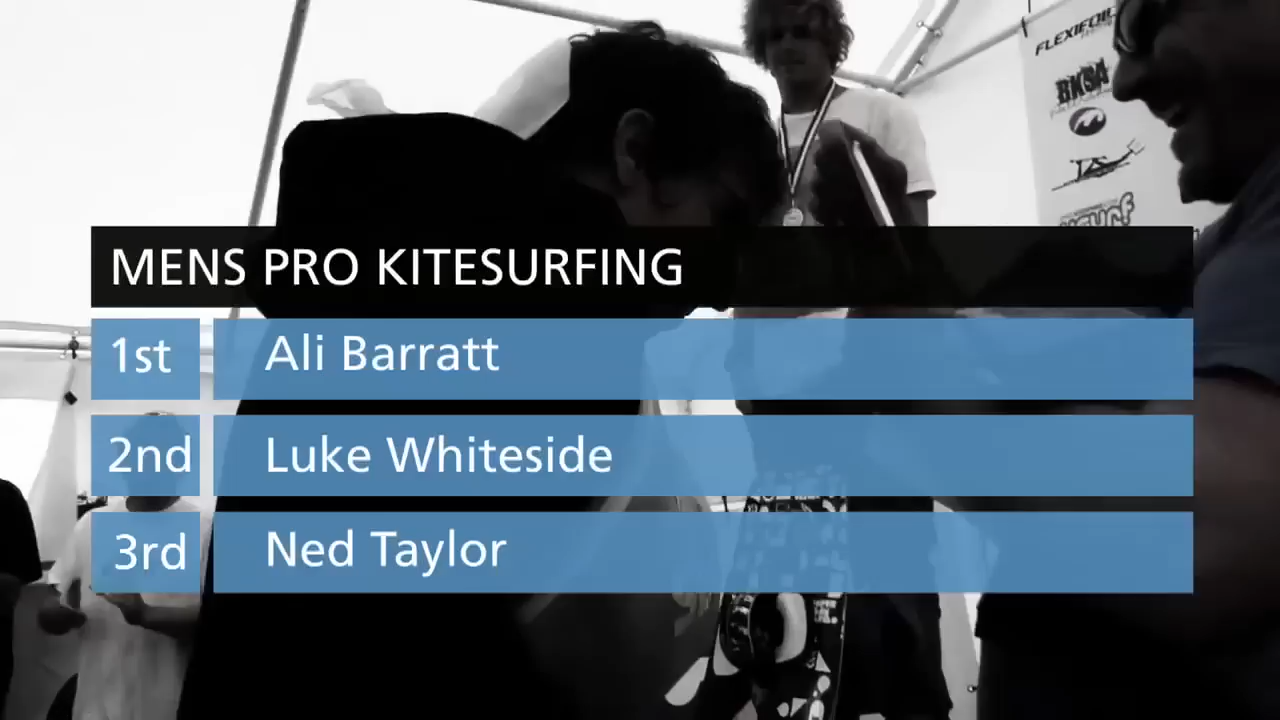 FLEXIFOIL
BKSA
MENS PRO KITESURFING
1st Ali Barratt
2nd Luke Whiteside
3rd Ned Taylor